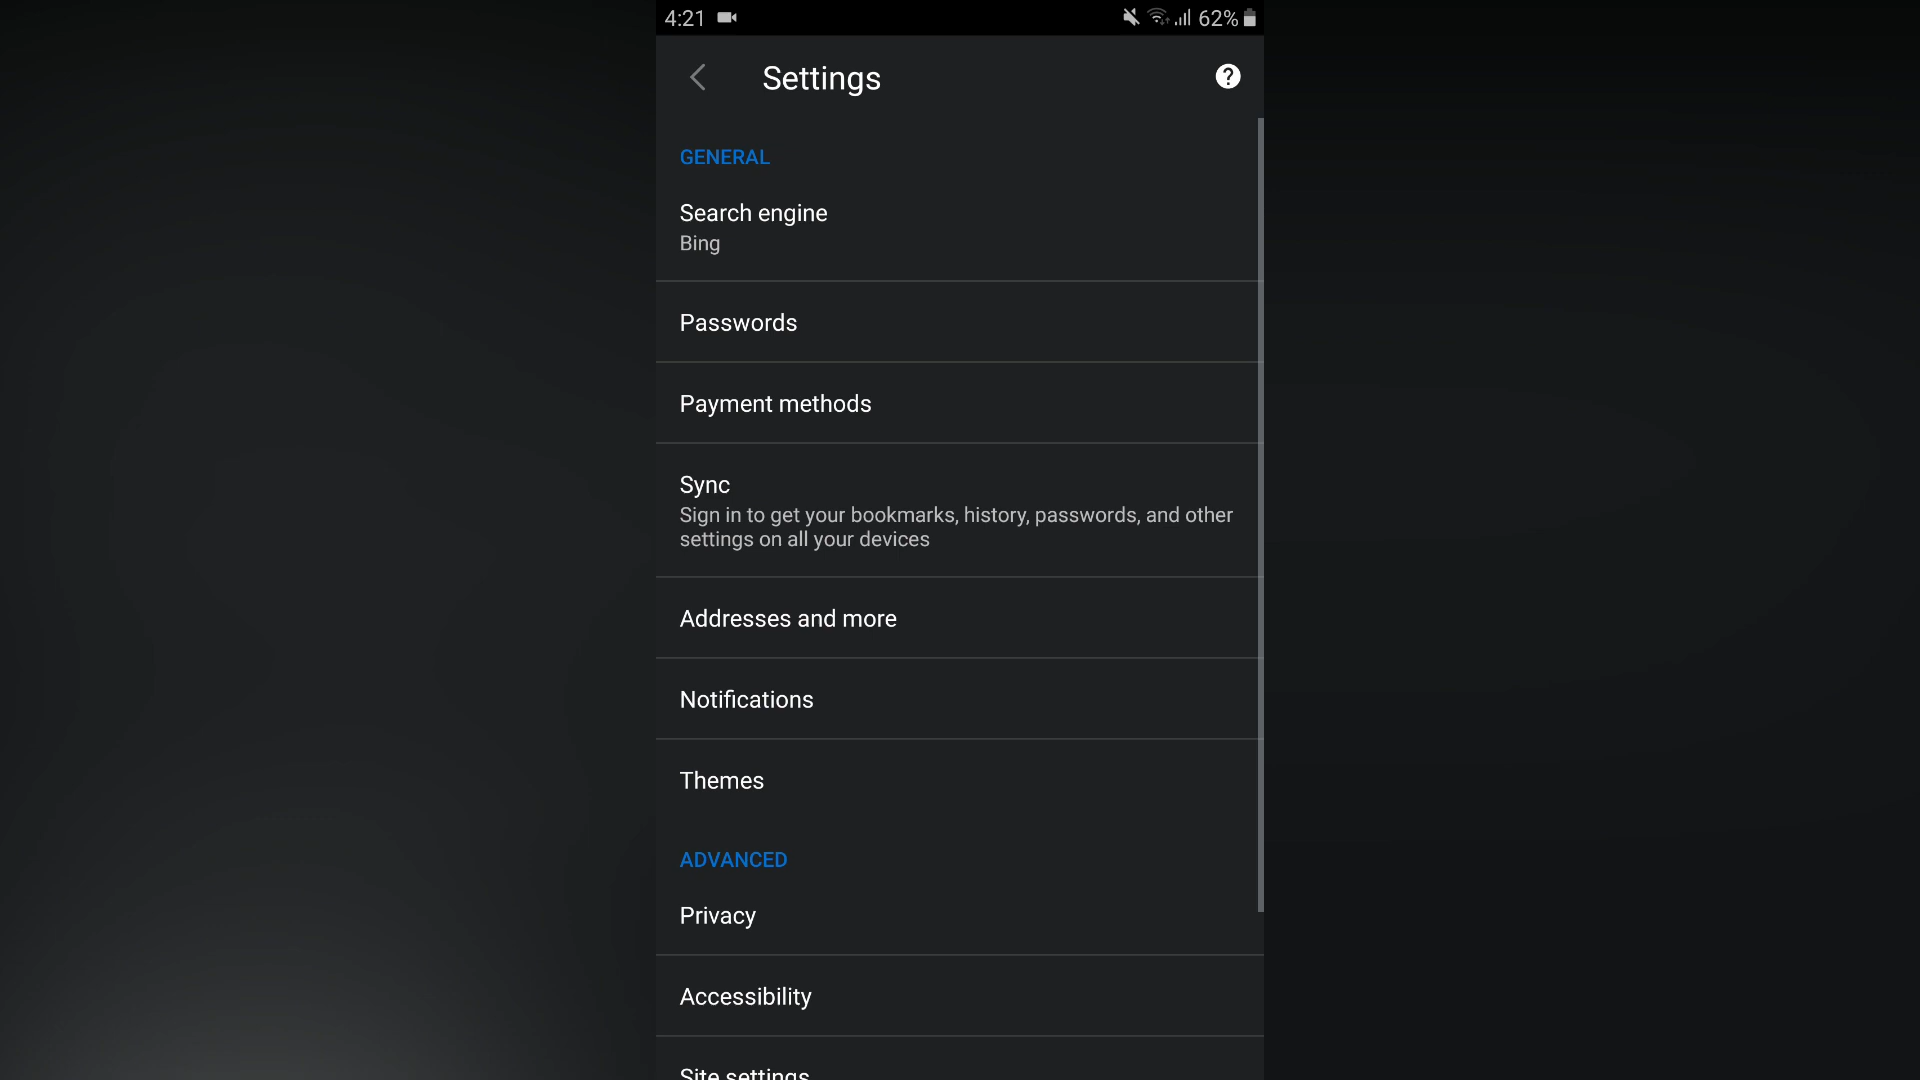 4:21 62%
Settings
GENERAL
Search engine
Bing
Passwords
Payment methods
Sync
Sign in to get your bookmarks, history, passwords, and other
settings on all your devices
Addresses and more
Notifications
Themes
ADVANCED
Privacy
Accessibility
Site settings